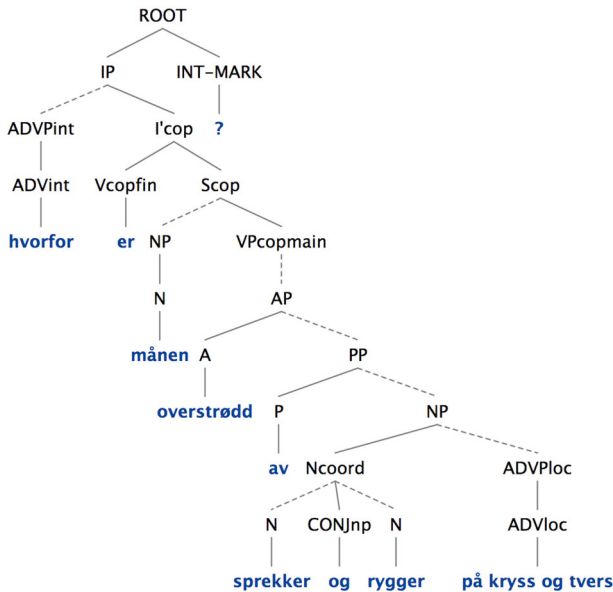 ROOT
IP INT-MARK
ADVPint I'cop ?
ADVint Vcopfin Scop
hvorfor er NP VPcopmain
N AP
månen A PP
overstrødd P NP
av Ncoord ADVPloc
N CONJnp N ADVloc
sprekker og rygger på kryss og tvers